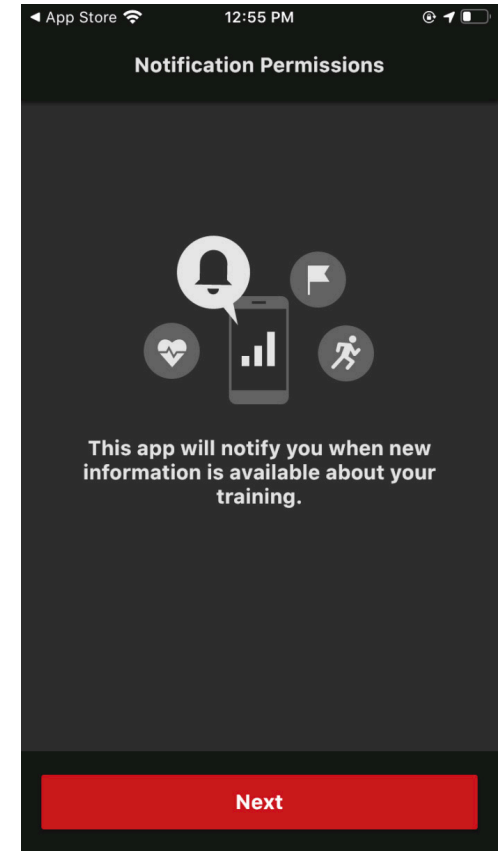 App Store
12:55 PM
Notification Permissions
This app will notify you when new
information is available about your
training.
Next